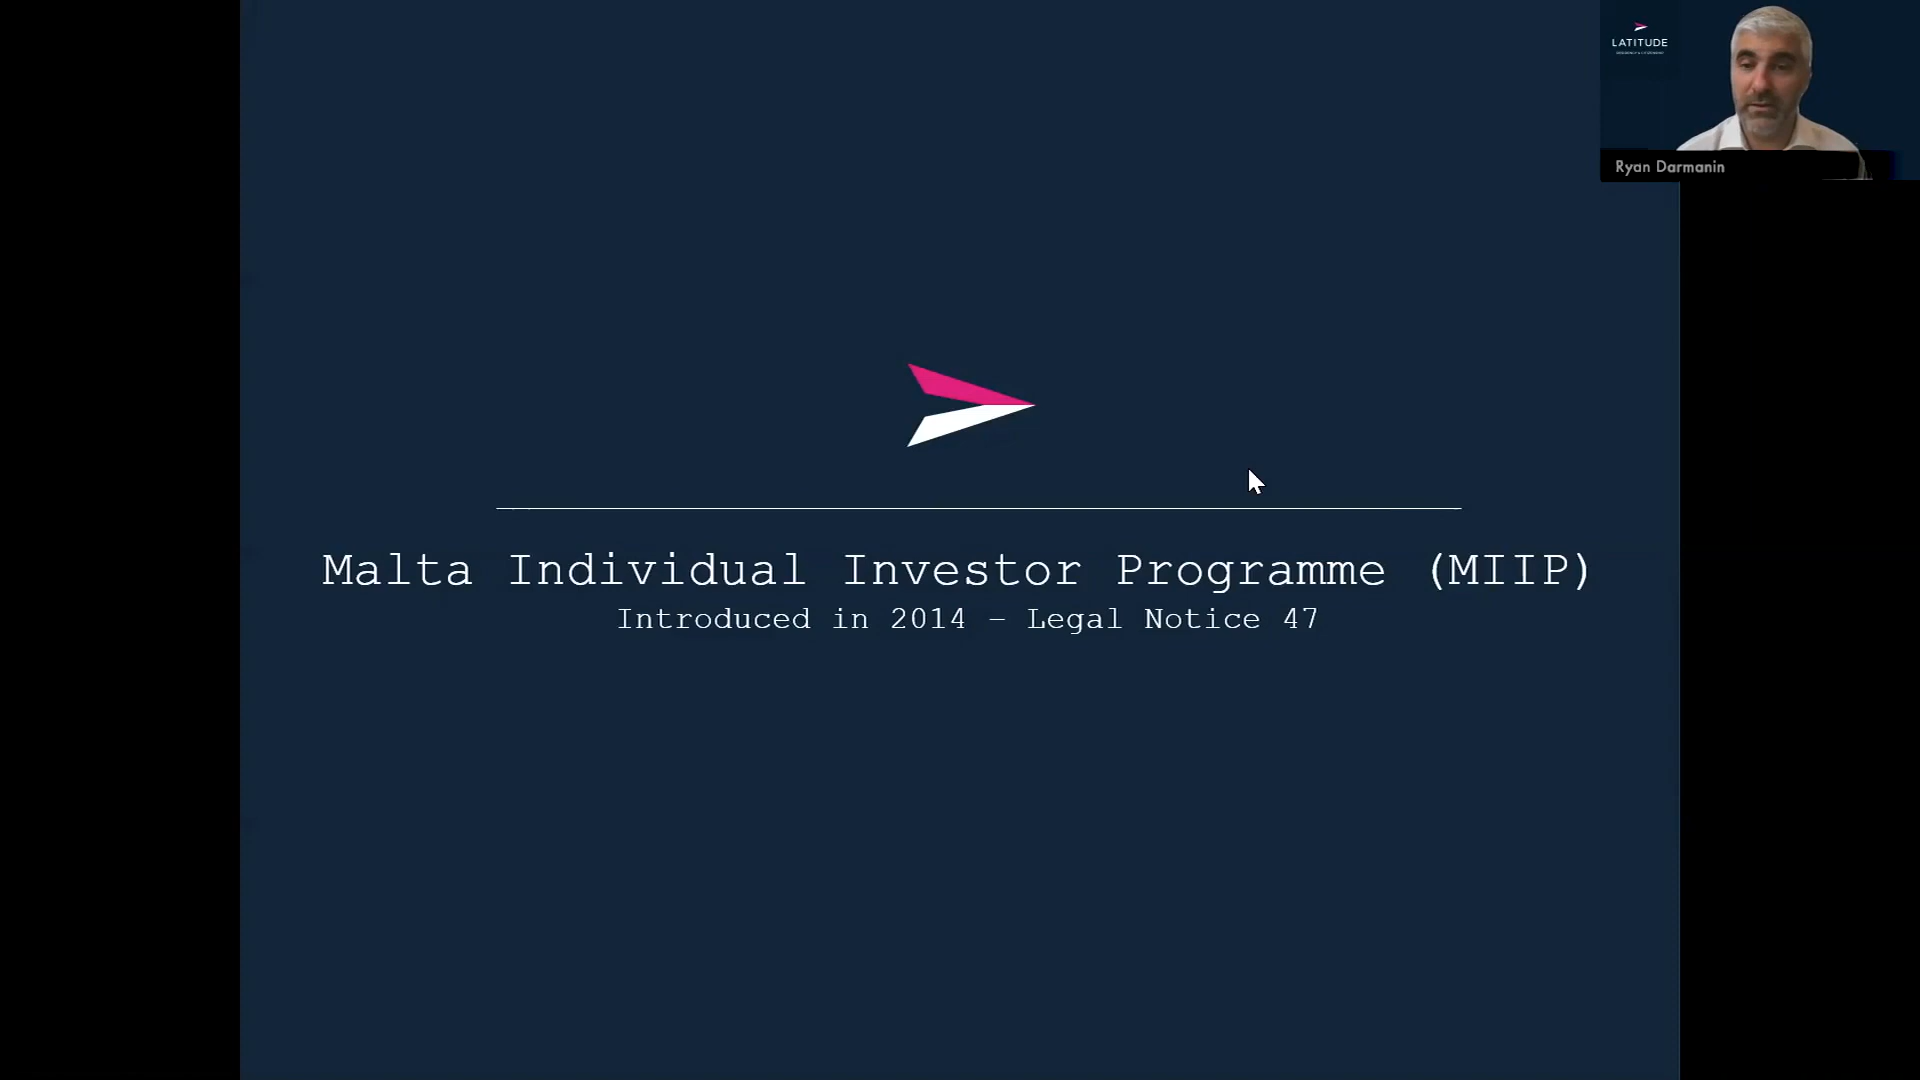 LATITUDE
Ryan Darmanin
Malta Individual Investor Programme (MIIP)
Introduced in 2014 – Legal Notice 47